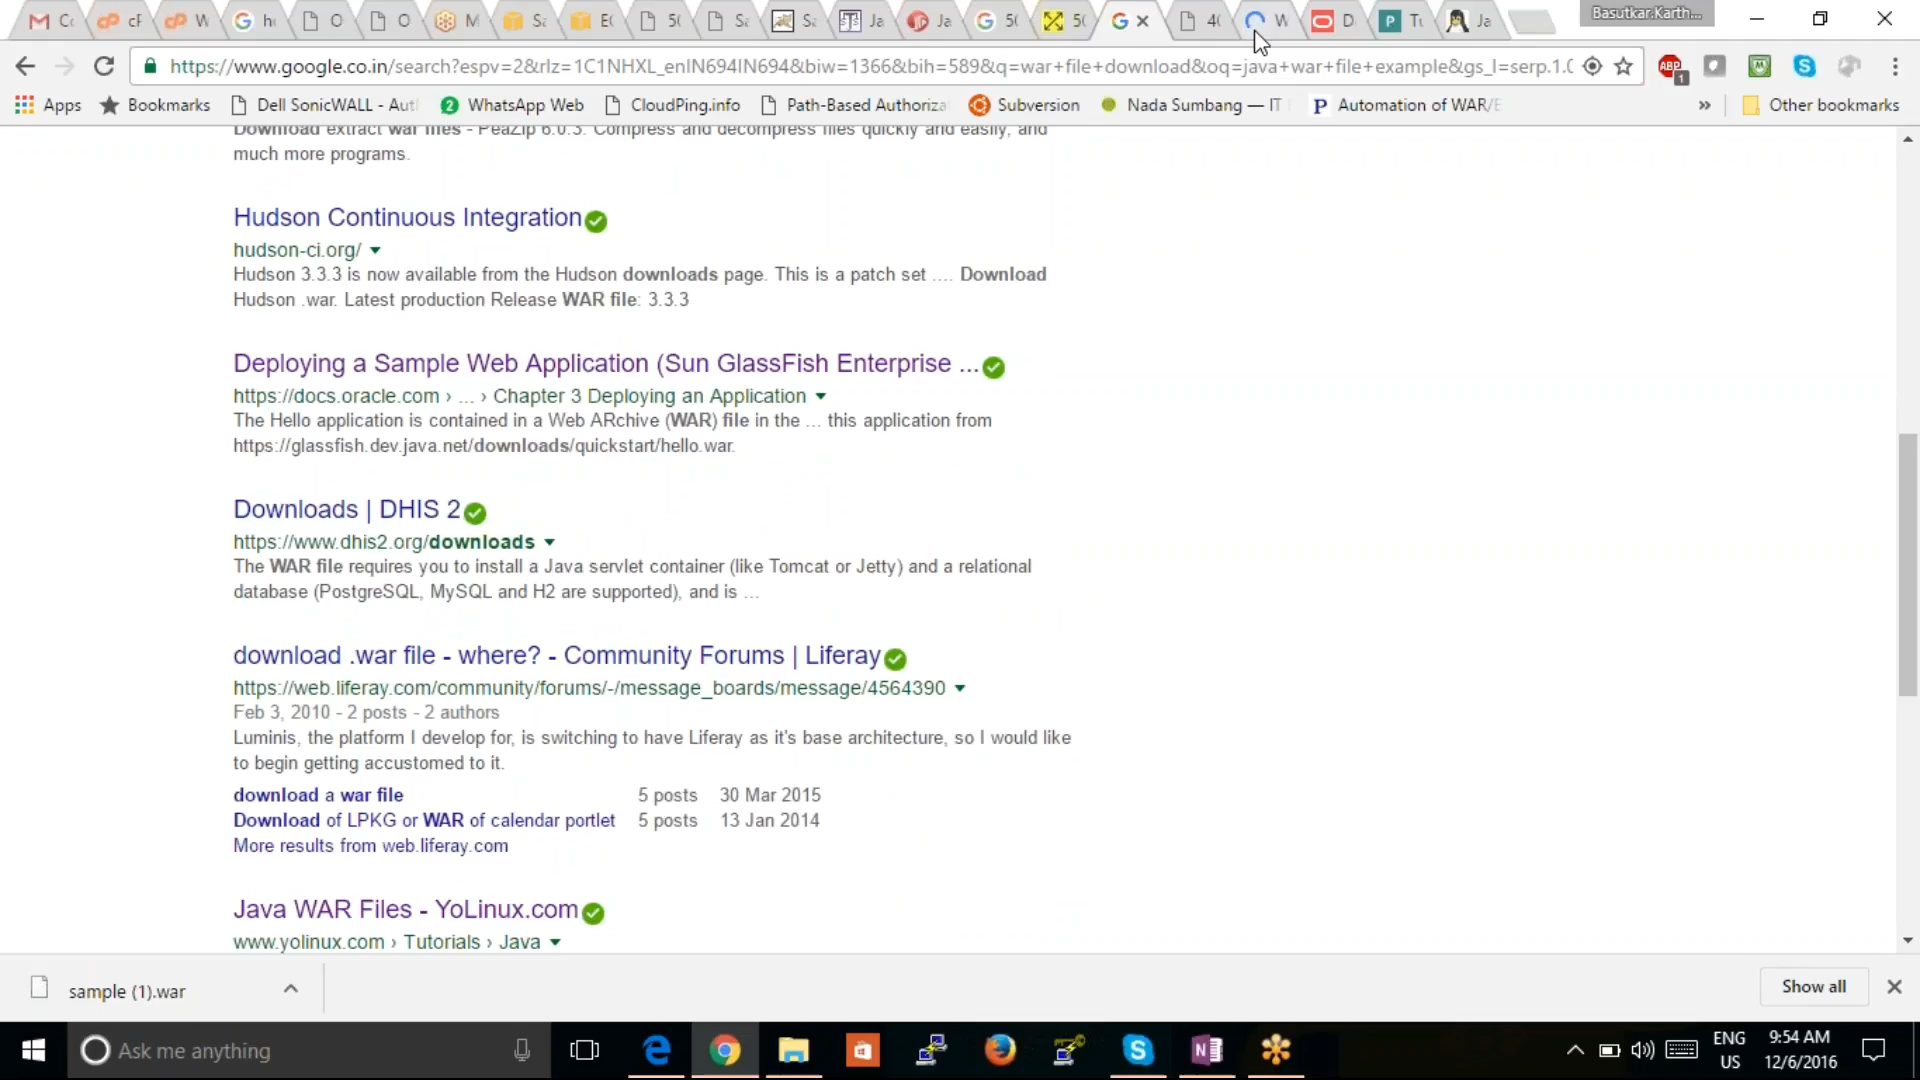 Basutkar.Karth...
https://www.google.co.in/search?espv=2&rlz=1C1NHXL_enIN694IN694&biw=1366&bih=589&q=war+file+download&oq=java+war+file+example&gs_l=serp.1.0
ABP
1
Apps
Bookmarks
Dell SonicWALL - Aut
2
WhatsApp Web
CloudPing.info
Path-Based Authoriza
Subversion
Nada Sumbang — IT
P
Automation of WAR/E
»
Other bookmarks
Download extract war files - PeaZip 6.0.3. Compress and decompress files quickly and easily, and
much more programs.
Hudson Continuous Integration
hudson-ci.org/
Hudson 3.3.3 is now available from the Hudson downloads page. This is a patch set .... Download
Hudson .war. Latest production Release WAR file: 3.3.3
Deploying a Sample Web Application (Sun GlassFish Enterprise ...
https://docs.oracle.com › ... › Chapter 3 Deploying an Application
The Hello application is contained in a Web ARchive (WAR) file in the ... this application from
https://glassfish.dev.java.net/downloads/quickstart/hello.war.
Downloads | DHIS 2
https://www.dhis2.org/downloads
The WAR file requires you to install a Java servlet container (like Tomcat or Jetty) and a relational
database (PostgreSQL, MySQL and H2 are supported), and is ...
download .war file - where? - Community Forums | Liferay
https://web.liferay.com/community/forums/-/message_boards/message/4564390
Feb 3, 2010 - 2 posts - 2 authors
Luminis, the platform I develop for, is switching to have Liferay as it's base architecture, so I would like
to begin getting accustomed to it.
download a war file 5 posts 30 Mar 2015
Download of LPKG or WAR of calendar portlet 5 posts 13 Jan 2014
More results from web.liferay.com
Java WAR Files - YoLinux.com
www.yolinux.com › Tutorials › Java
sample (1).war
Show all
Ask me anything
ENG
US
9:54 AM
12/6/2016